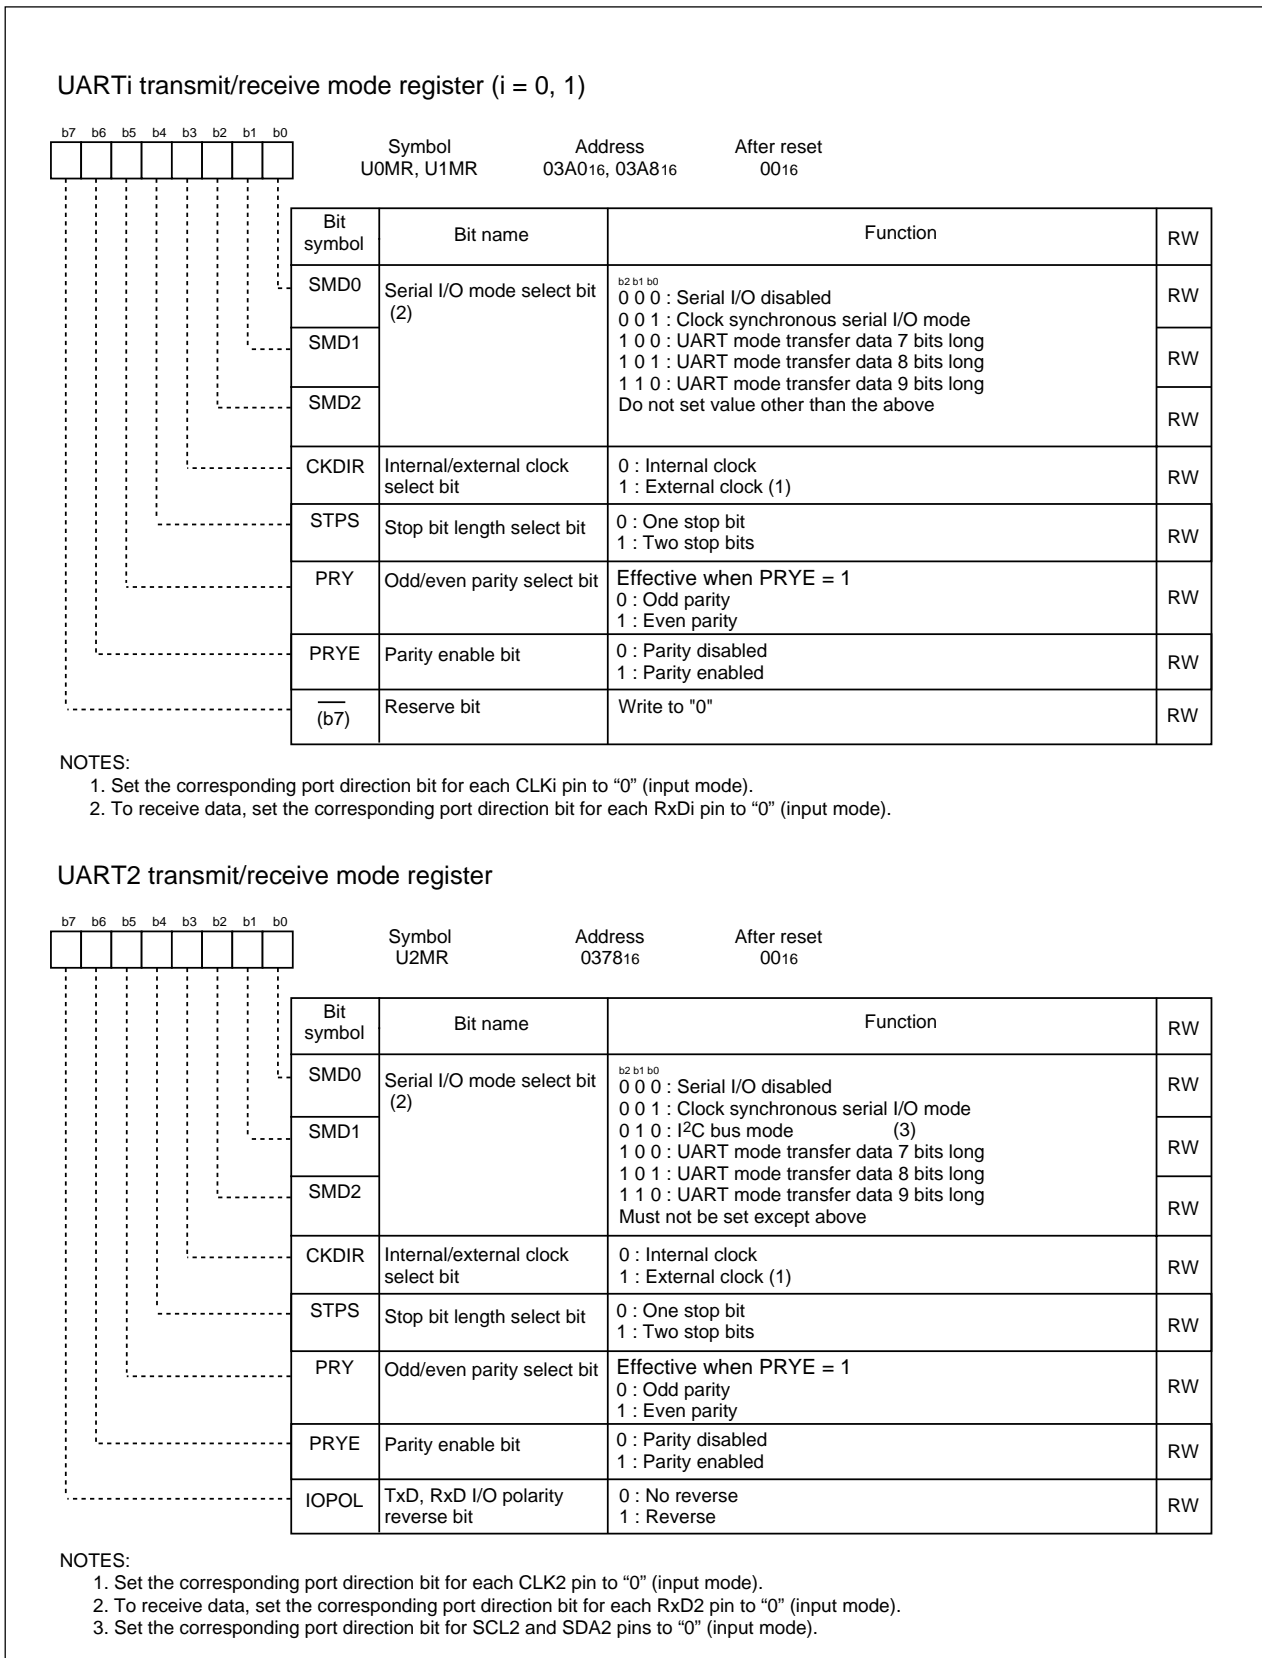 UARTi transmit/receive mode register (i = 0, 1)
b7 b6 b5 b4 b3 b2 b1 b0
Symbol Address After reset
U0MR, U1MR 03A016, 03A816 0016
Bit symbol Bit name Function RW
SMD0 Serial I/O mode select bit (2) b2 b1 b0 RW
0 0 0 : Serial I/O disabled
0 0 1 : Clock synchronous serial I/O mode
SMD1 1 0 0 : UART mode transfer data 7 bits long RW
1 0 1 : UART mode transfer data 8 bits long
1 1 0 : UART mode transfer data 9 bits long
SMD2 Do not set value other than the above RW
CKDIR Internal/external clock select bit 0 : Internal clock RW
1 : External clock (1)
STPS Stop bit length select bit 0 : One stop bit RW
1 : Two stop bits
PRY Odd/even parity select bit Effective when PRYE = 1 RW
0 : Odd parity
1 : Even parity
PRYE Parity enable bit 0 : Parity disabled RW
1 : Parity enabled
(b7) Reserve bit Write to "0" RW
NOTES:
1. Set the corresponding port direction bit for each CLKi pin to “0” (input mode).
2. To receive data, set the corresponding port direction bit for each RxDi pin to “0” (input mode).
UART2 transmit/receive mode register
b7 b6 b5 b4 b3 b2 b1 b0
Symbol Address After reset
U2MR 037816 0016
Bit symbol Bit name Function RW
SMD0 Serial I/O mode select bit (2) b2 b1 b0 RW
0 0 0 : Serial I/O disabled
0 0 1 : Clock synchronous serial I/O mode
SMD1 0 1 0 : I2C bus mode (3) RW
1 0 0 : UART mode transfer data 7 bits long
1 0 1 : UART mode transfer data 8 bits long
SMD2 1 1 0 : UART mode transfer data 9 bits long RW
Must not be set except above
CKDIR Internal/external clock select bit 0 : Internal clock RW
1 : External clock (1)
STPS Stop bit length select bit 0 : One stop bit RW
1 : Two stop bits
PRY Odd/even parity select bit Effective when PRYE = 1 RW
0 : Odd parity
1 : Even parity
PRYE Parity enable bit 0 : Parity disabled RW
1 : Parity enabled
IOPOL TxD, RxD I/O polarity reverse bit 0 : No reverse RW
1 : Reverse
NOTES:
1. Set the corresponding port direction bit for each CLK2 pin to “0” (input mode).
2. To receive data, set the corresponding port direction bit for each RxD2 pin to “0” (input mode).
3. Set the corresponding port direction bit for SCL2 and SDA2 pins to “0” (input mode).